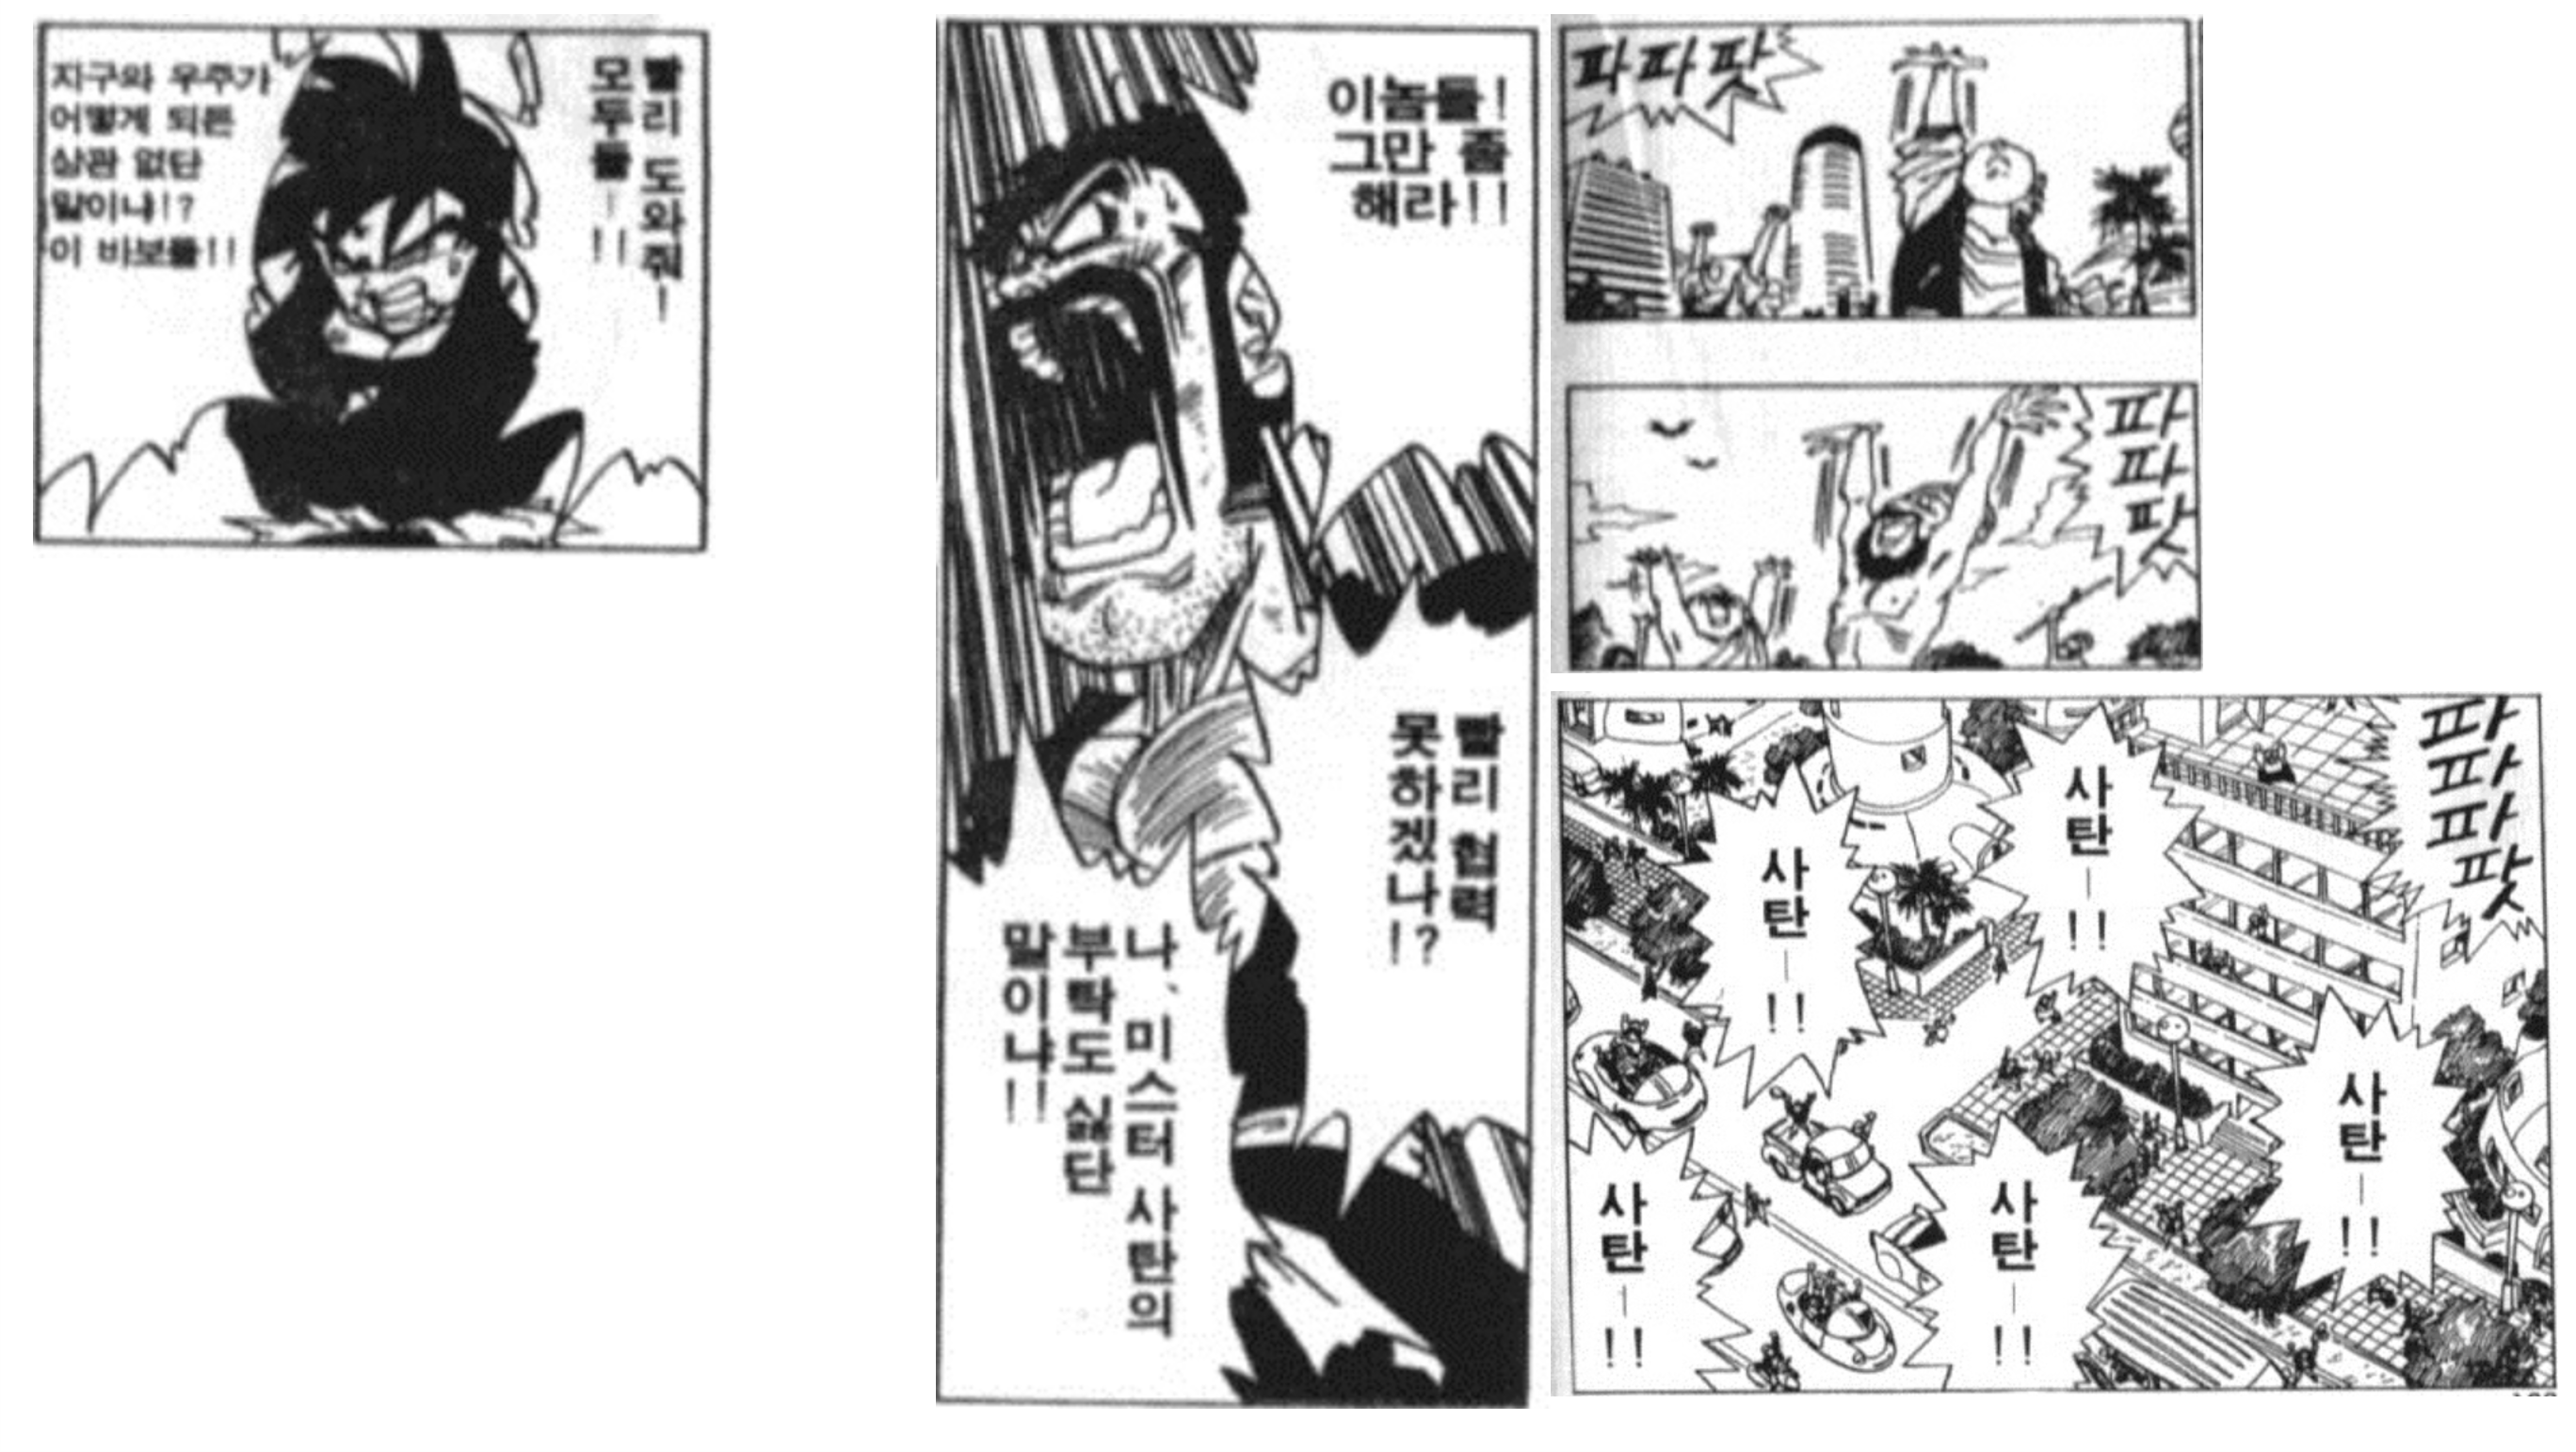 빨리 도와줘!
모두들-!!
지구와 우주가
어떻게 되든
상관 없단
말이냐!?
이 바보들!!
이놈들!
그만 좀
해라!!
빨리 협력
못하겠나!?
나, 미스터 사탄의
부탁도 싫단
말이냐!!
파파팟
파파팟
파파파팟
사탄-!!
사탄-!!
사탄-!!
사탄-!!
사탄-!!